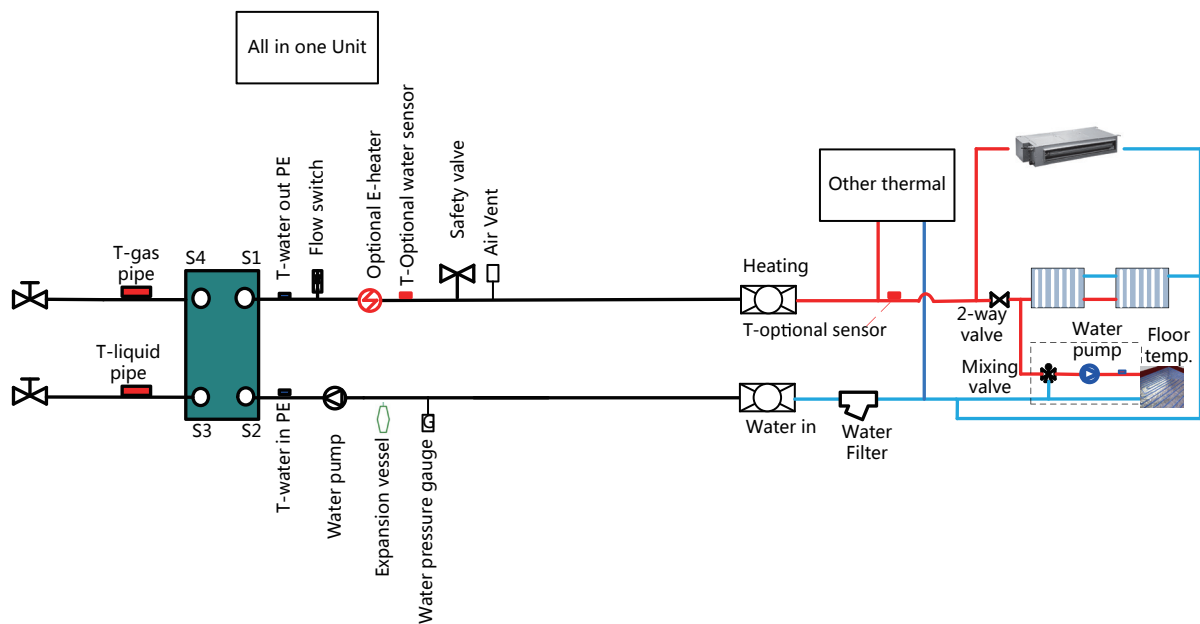 All in one Unit
T-water out PE
Flow switch
Optional E-heater
T-Optional water sensor
Safety valve
Air Vent
Other thermal
T-gas
pipe
S4
S1
Heating
T-optional sensor
2-way
valve
T-liquid
pipe
Water
pump
Floor
temp.
Mixing
valve
S3
S2
T-water in PE
Water pump
Expansion vessel
G
Water pressure gauge
Water in
Water
Filter